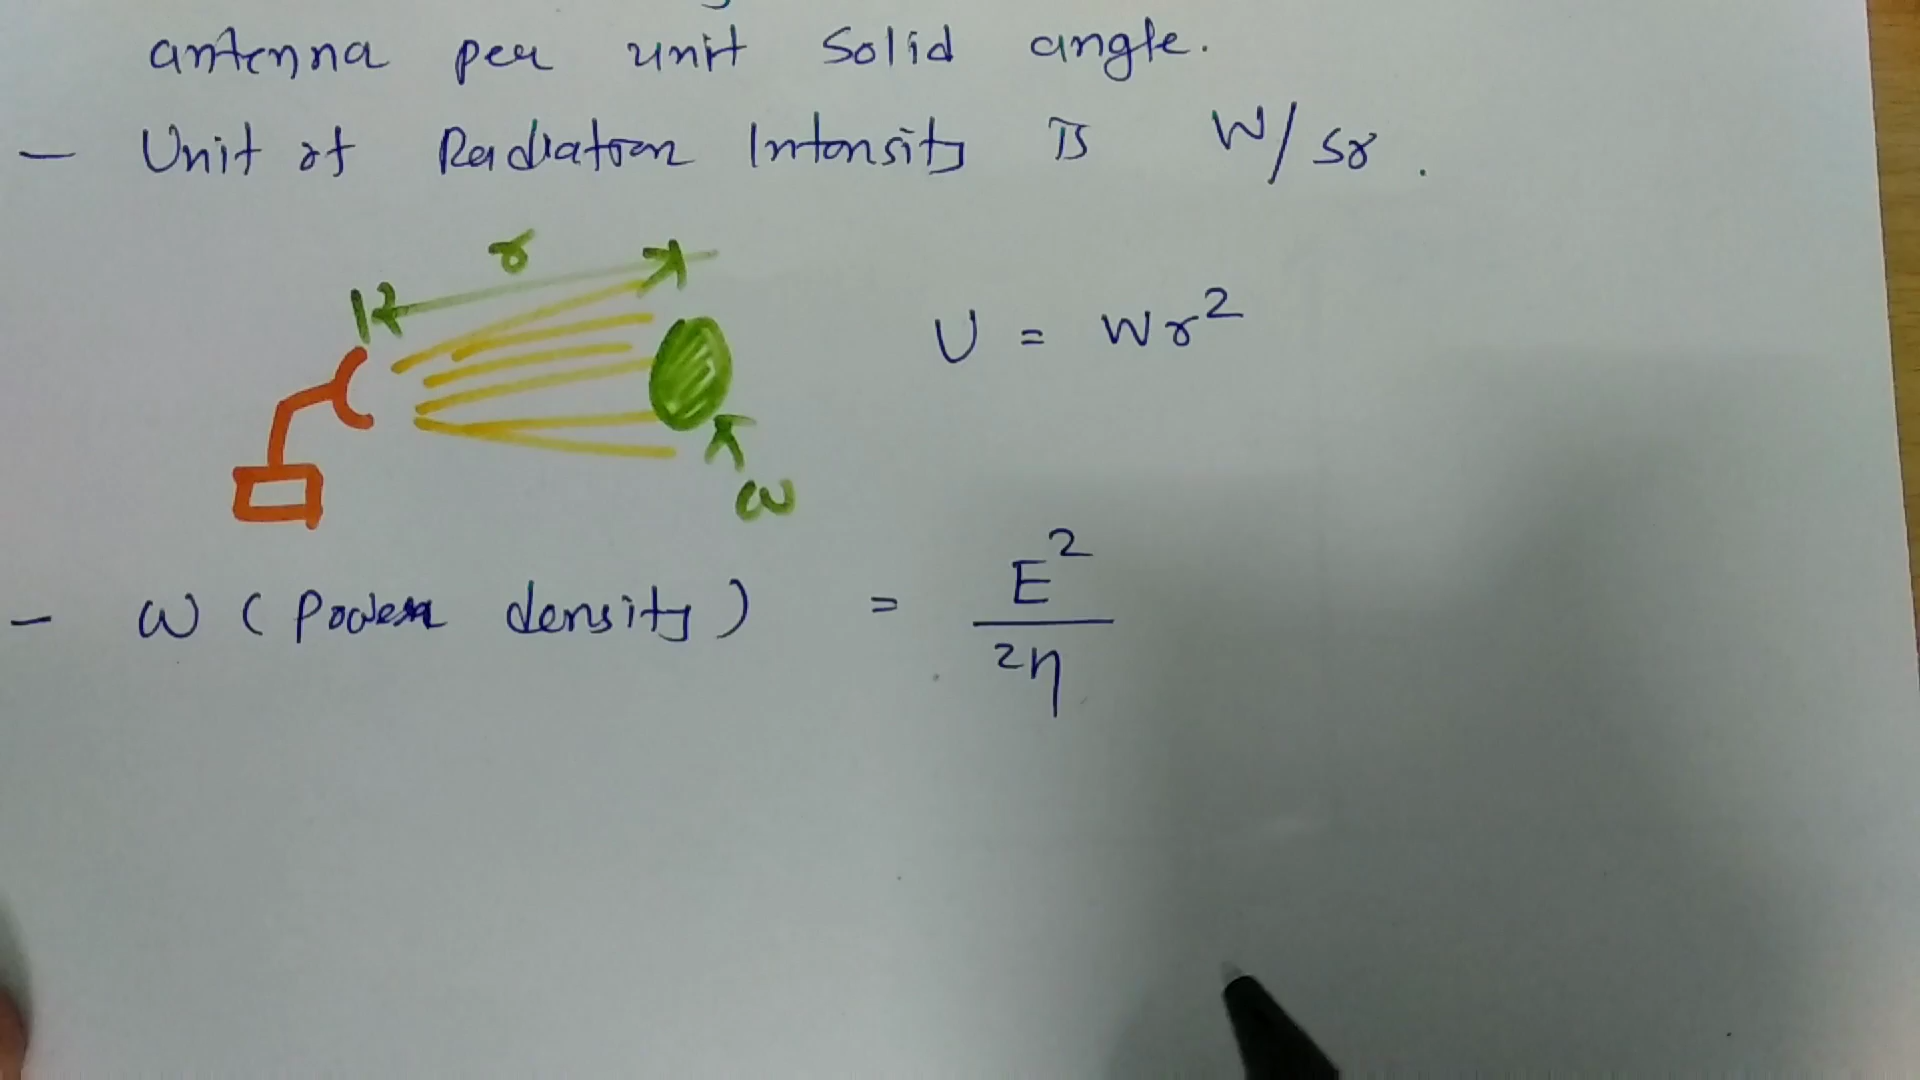 antenna per unit solid angle.
- Unit of Radiation Intensity is W/sr.
r
U = Wr²
W
- W (Power density) = E² / 2η